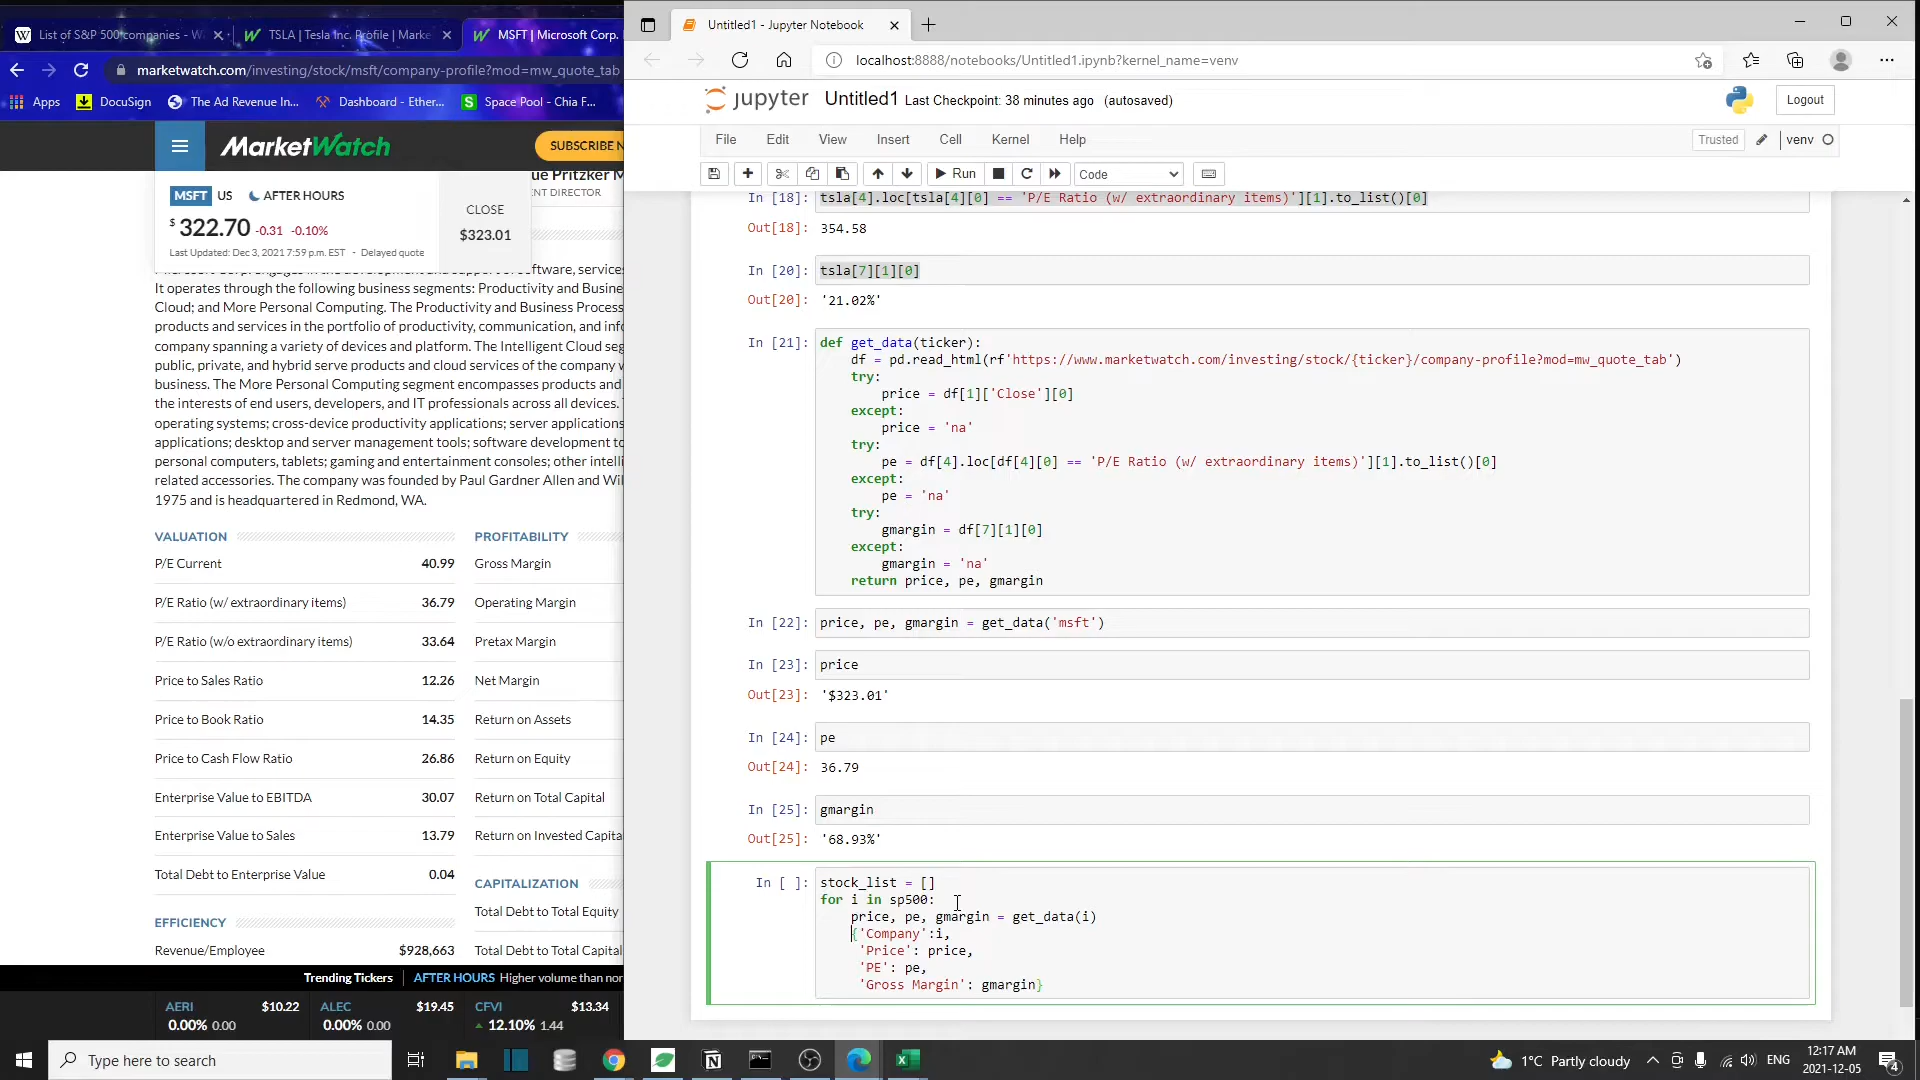 List of S&P 500 companies - W
TSLA | Tesla Inc. Profile | Marke
MSFT | Microsoft Corp.
marketwatch.com/investing/stock/msft/company-profile?mod=mw_quote_tab
Apps
DocuSign
The Ad Revenue In...
Dashboard - Ether...
Space Pool - Chia F...
MarketWatch
SUBSCRIBE N
ue Pritzker M
NT DIRECTOR
MSFT US AFTER HOURS
$ 322.70 -0.31 -0.10%
Last Updated: Dec 3, 2021 7:59 p.m. EST - Delayed quote
CLOSE
$323.01
software, service
It operates through the following business segments: Productivity and Busine
Cloud; and More Personal Computing. The Productivity and Business Process
products and services in the portfolio of productivity, communication, and inf
company spanning a variety of devices and platform. The Intelligent Cloud seg
public, private, and hybrid serve products and cloud services of the company
business. The More Personal Computing segment encompasses products and
the interests of end users, developers, and IT professionals across all devices.
operating systems; cross-device productivity applications; server applications
applications; desktop and server management tools; software development to
personal computers, tablets; gaming and entertainment consoles; other intelli
related accessories. The company was founded by Paul Gardner Allen and Wil
1975 and is headquartered in Redmond, WA.
VALUATION
P/E Current 40.99
P/E Ratio (w/ extraordinary items) 36.79
P/E Ratio (w/o extraordinary items) 33.64
Price to Sales Ratio 12.26
Price to Book Ratio 14.35
Price to Cash Flow Ratio 26.86
Enterprise Value to EBITDA 30.07
Enterprise Value to Sales 13.79
Total Debt to Enterprise Value 0.04
EFFICIENCY
Revenue/Employee $928,663
PROFITABILITY
Gross Margin
Operating Margin
Pretax Margin
Net Margin
Return on Assets
Return on Equity
Return on Total Capital
Return on Invested Capita
CAPITALIZATION
Total Debt to Total Equity
Total Debt to Total Capital
Trending Tickers | AFTER HOURS Higher volume than nor
AERI $10.22
0.00% 0.00
ALEC $19.45
0.00% 0.00
CFVI $13.34
12.10% 1.44
Untitled1 - Jupyter Notebook
localhost:8888/notebooks/Untitled1.ipynb?kernel_name=venv
jupyter Untitled1 Last Checkpoint: 38 minutes ago (autosaved)
Logout
File Edit View Insert Cell Kernel Help
Trusted
venv
Run
Code
In [18]: tsla[4].loc[tsla[4][0] == 'P/E Ratio (w/ extraordinary items)'][1].to_list()[0]
Out[18]: 354.58
In [20]: tsla[7][1][0]
Out[20]: '21.02%'
In [21]: def get_data(ticker):
df = pd.read_html(rf'https://www.marketwatch.com/investing/stock/{ticker}/company-profile?mod=mw_quote_tab')
try:
price = df[1]['Close'][0]
except:
price = 'na'
try:
pe = df[4].loc[df[4][0] == 'P/E Ratio (w/ extraordinary items)'][1].to_list()[0]
except:
pe = 'na'
try:
gmargin = df[7][1][0]
except:
gmargin = 'na'
return price, pe, gmargin
In [22]: price, pe, gmargin = get_data('msft')
In [23]: price
Out[23]: '$323.01'
In [24]: pe
Out[24]: 36.79
In [25]: gmargin
Out[25]: '68.93%'
In [ ]: stock_list = []
for i in sp500:
price, pe, gmargin = get_data(i)
{'Company':i,
'Price': price,
'PE': pe,
'Gross Margin': gmargin}
Type here to search
1°C Partly cloudy
ENG
12:17 AM
2021-12-05
4